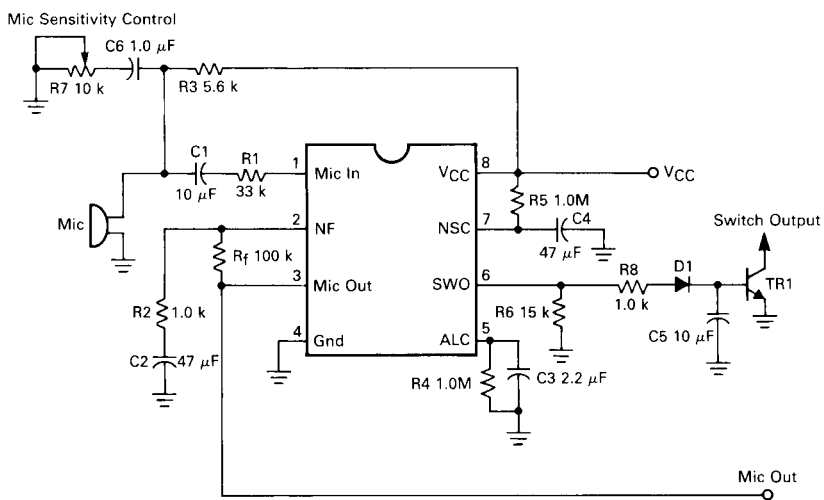 Mic Sensitivity Control
C6 1.0 μF
R7 10 k
R3 5.6 k
C1
10 μF
R1
33 k
1
Mic In
VCC
8
VCC
R5 1.0M
Mic
2
NF
NSC
7
C4
47 μF
Switch Output
Rf 100 k
3
Mic Out
SWO
6
R8
1.0 k
D1
TR1
R2
1.0 k
R6 15 k
C5 10 μF
4
Gnd
ALC
5
C2
47 μF
R4 1.0M
C3 2.2 μF
Mic Out